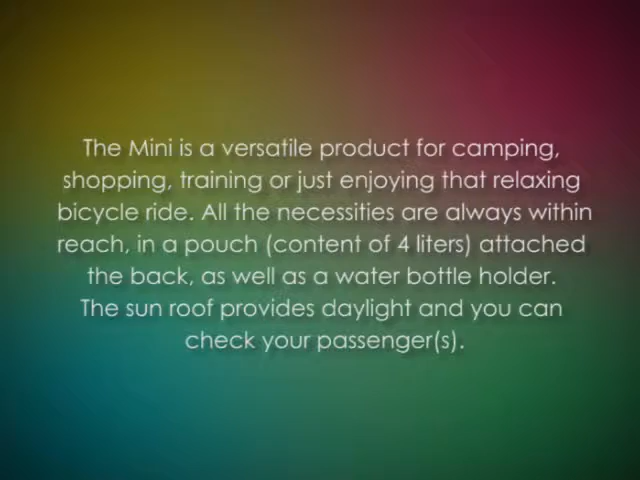 The Mini is a versatile product for camping,
shopping, training or just enjoying that relaxing
bicycle ride. All the necessities are always within
reach, in a pouch (content of 4 liters) attached
the back, as well as a water bottle holder.
The sun roof provides daylight and you can
check your passenger(s).